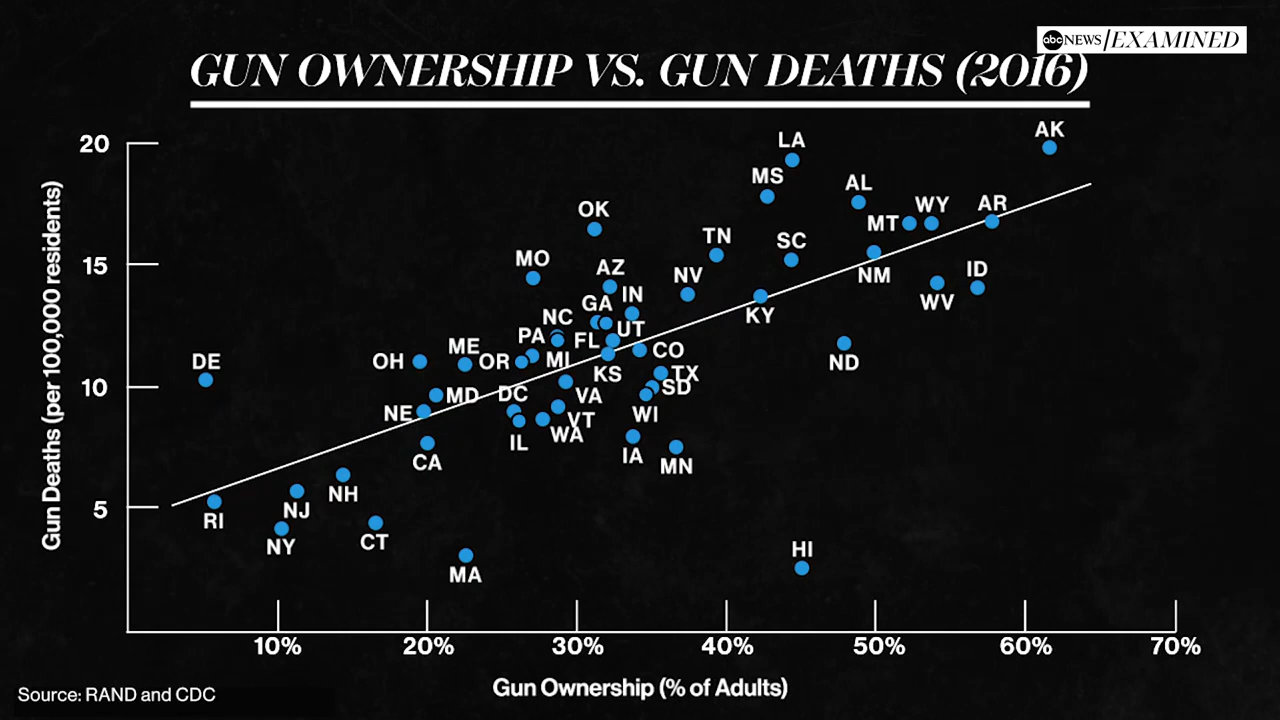 abc NEWS /EXAMINED
GUN OWNERSHIP VS. GUN DEATHS (2016)
Gun Deaths (per 100,000 residents)
20
15
10
5
AK
LA
MS
AL
WY
AR
MT
OK
TN
SC
MO
AZ
NV
NM
ID
WV
IN
GA
NC
KY
UT
PA
FL
ME
OR
OH
DE
MI
CO
ND
KS
TX
SD
DC
VA
MD
NE
WI
VT
WA
IL
IA
CA
MN
NH
NJ
RI
CT
NY
HI
MA
10%
20%
30%
40%
50%
60%
70%
Gun Ownership (% of Adults)
Source: RAND and CDC